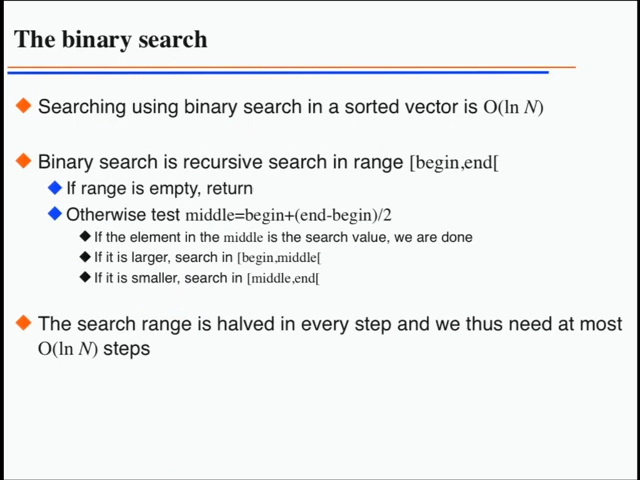 The binary search
Searching using binary search in a sorted vector is O(ln N)
Binary search is recursive search in range [begin,end[
If range is empty, return
Otherwise test middle=begin+(end-begin)/2
If the element in the middle is the search value, we are done
If it is larger, search in [begin,middle[
If it is smaller, search in [middle,end[
The search range is halved in every step and we thus need at most
O(ln N) steps